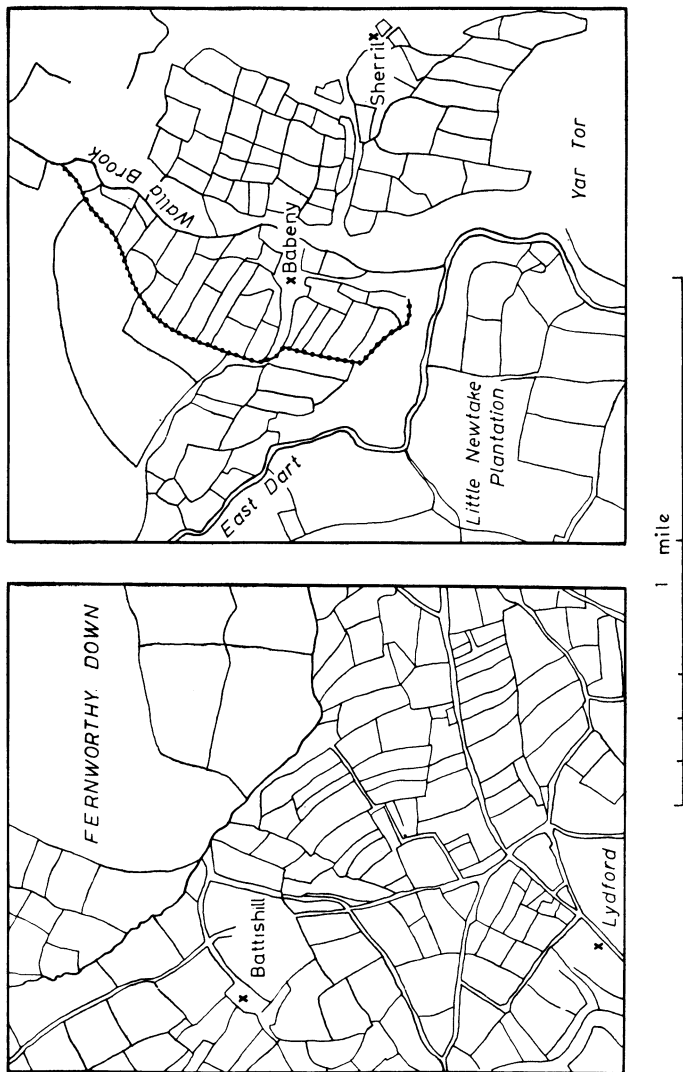 FERNWORTHY DOWN
Battishill
Lydford
Walla Brook
Sherril
Babeny
Yar Tor
East Dart
Little Newtake
Plantation
1 mile